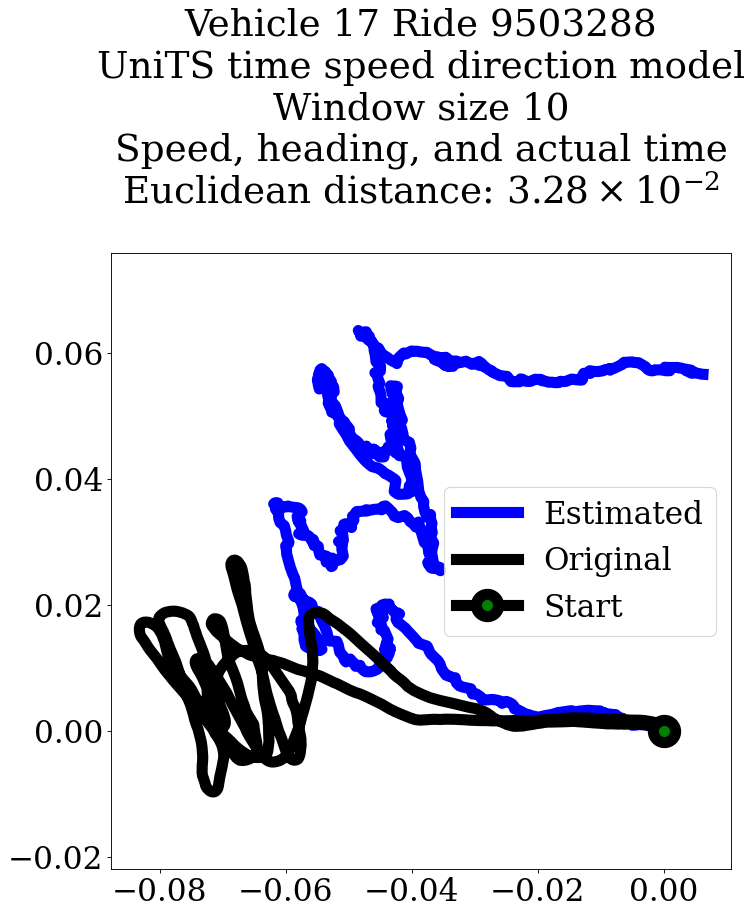 Vehicle 17 Ride 9503288
UniTS time speed direction model
Window size 10
Speed, heading, and actual time
Euclidean distance: 3.28 × 10⁻²
0.06
0.04
0.02
0.00
−0.02
Estimated
Original
Start
−0.08 −0.06 −0.04 −0.02 0.00